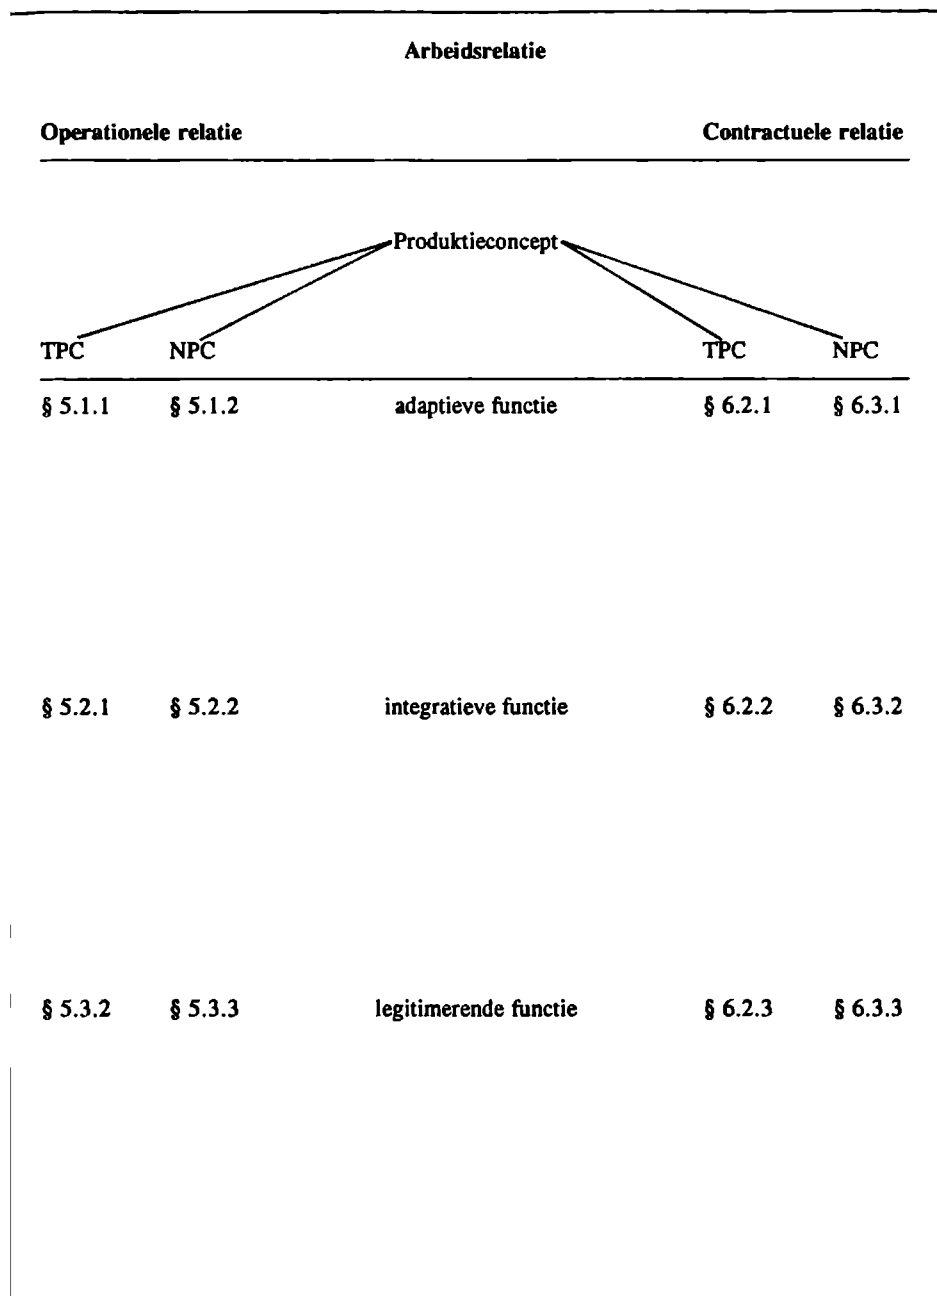 Arbeidsrelatie
Operationele relatie Contractuele relatie
Produktieconcept
TPC NPC TPC NPC
§ 5.1.1 § 5.1.2 adaptieve functie § 6.2.1 § 6.3.1
§ 5.2.1 § 5.2.2 integratieve functie § 6.2.2 § 6.3.2
§ 5.3.2 § 5.3.3 legitimerende functie § 6.2.3 § 6.3.3